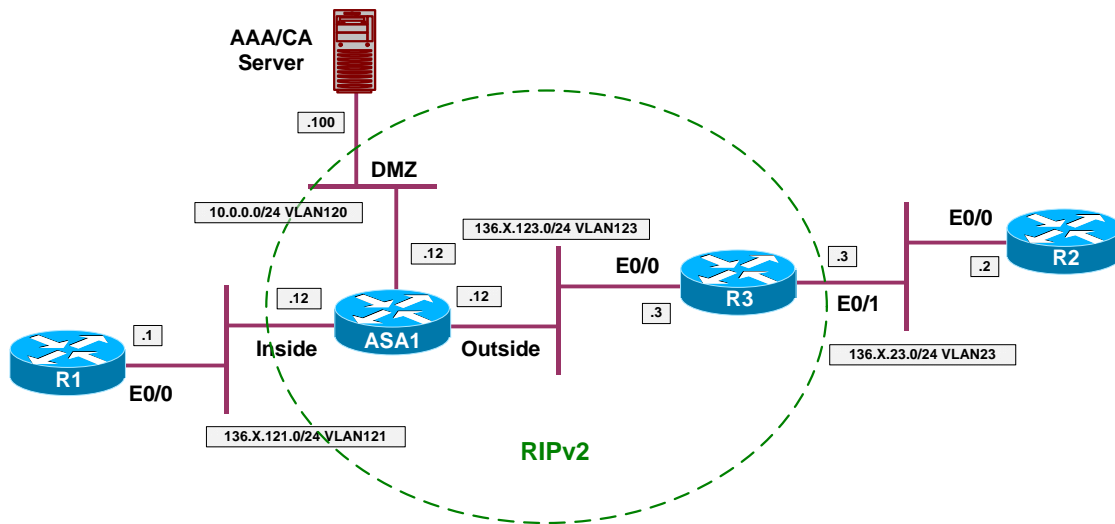 AAA/CA
Server
.100
DMZ
10.0.0.0/24 VLAN120
136.X.123.0/24 VLAN123
E0/0
.12
E0/0
.3
.2
R2
R3
.12
.12
.3
E0/1
.1
Inside
ASA1
Outside
136.X.23.0/24 VLAN23
R1
E0/0
136.X.121.0/24 VLAN121
RIPv2